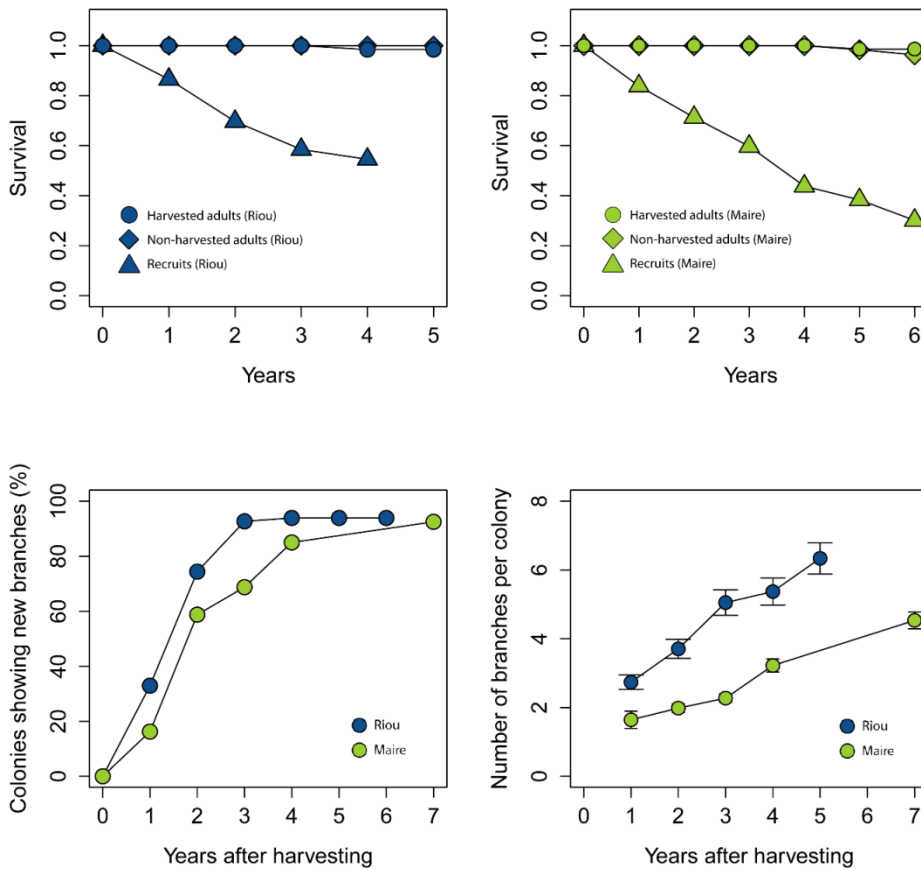 Survival
1.0
0.8
0.6
0.4
0.2
0.0
Harvested adults (Riou)
Non-harvested adults (Riou)
Recruits (Riou)
0 1 2 3 4 5
Years
Survival
1.0
0.8
0.6
0.4
0.2
0.0
Harvested adults (Maire)
Non-harvested adults (Maire)
Recruits (Maire)
0 1 2 3 4 5 6
Years
Colonies showing new branches (%)
100
80
60
40
20
0
Riou
Maire
0 1 2 3 4 5 6 7
Years after harvesting
Number of branches per colony
8
6
4
2
0
Riou
Maire
0 1 2 3 4 5 6 7
Years after harvesting